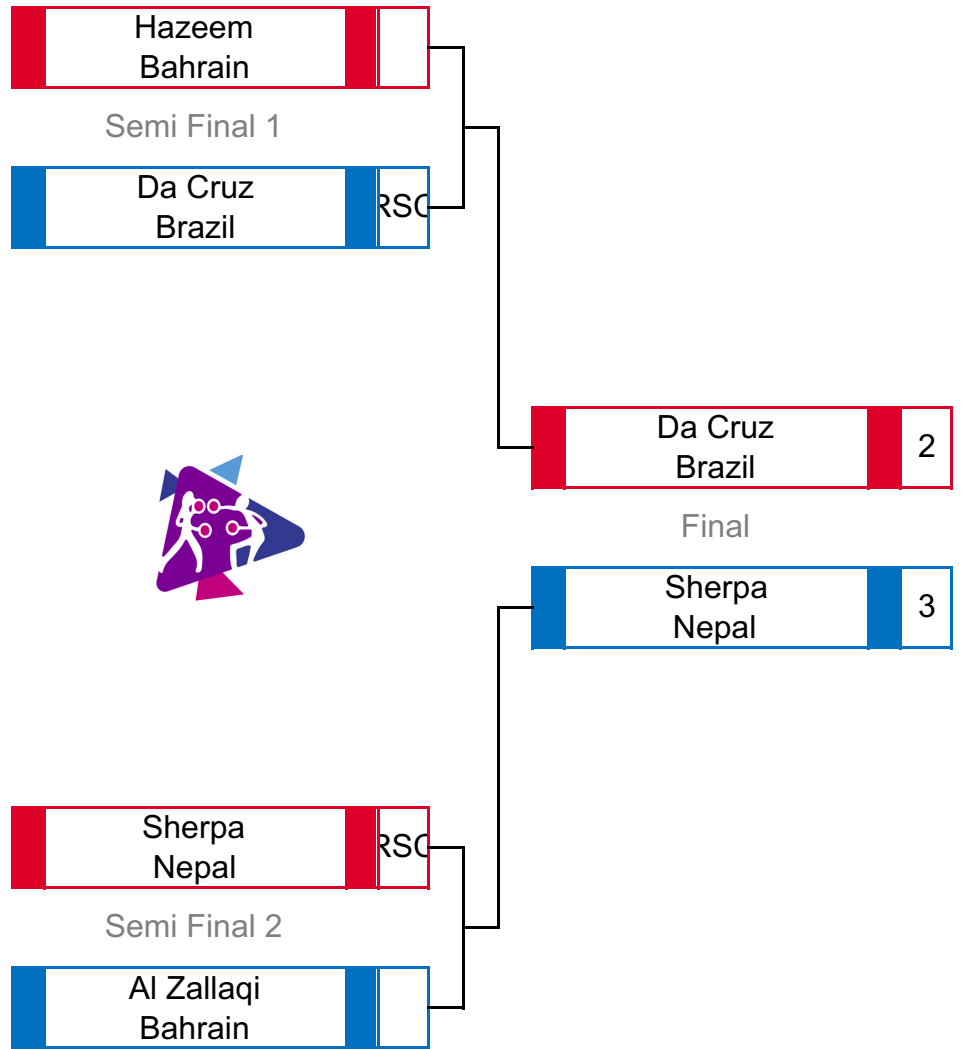 Hazeem
Bahrain
Semi Final 1
Da Cruz
Brazil
RSC
Da Cruz
Brazil
2
Final
Sherpa
Nepal
3
Sherpa
Nepal
RSC
Semi Final 2
Al Zallaqi
Bahrain